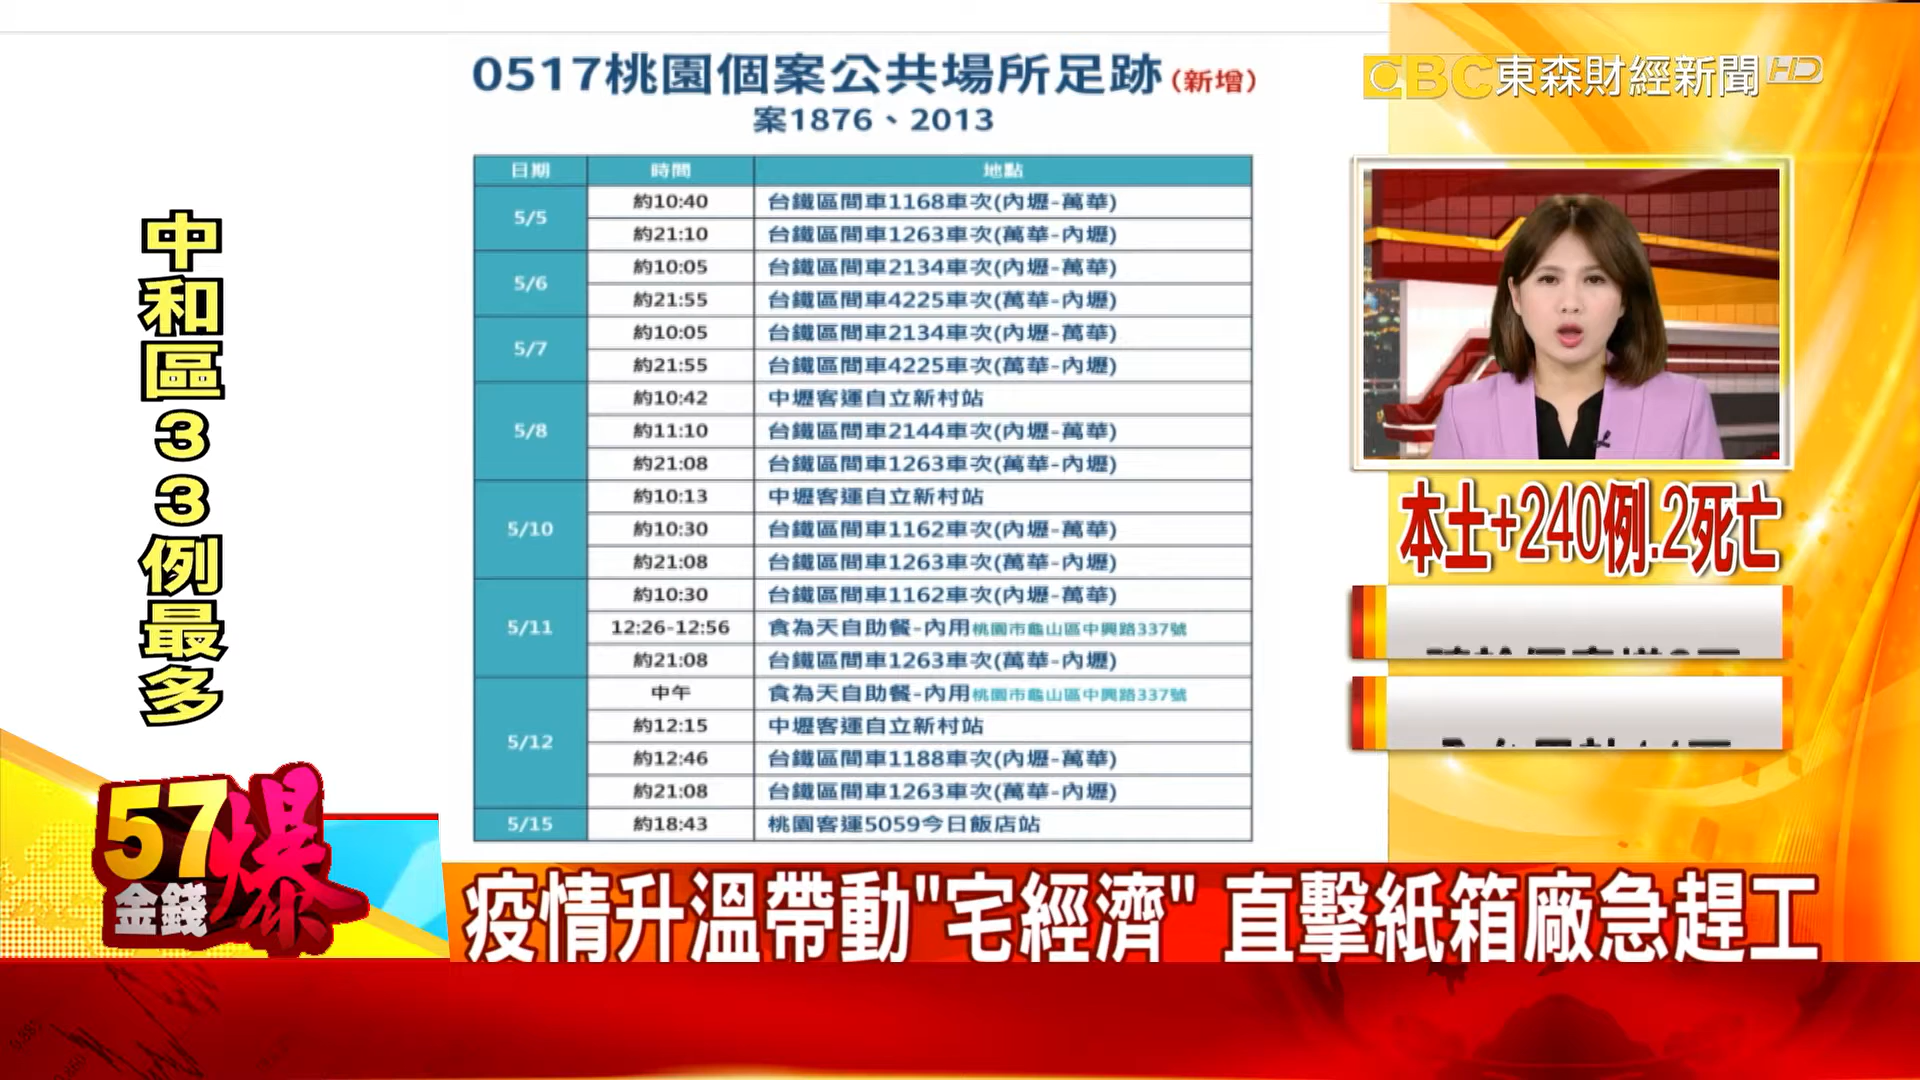 0517桃園個案公共場所足跡(新增)
案1876、2013
日期 時間 地點
5/5 約10:40 台鐵區間車1168車次(內壢-萬華)
約21:10 台鐵區間車1263車次(萬華-內壢)
5/6 約10:05 台鐵區間車2134車次(內壢-萬華)
約21:55 台鐵區間車4225車次(萬華-內壢)
5/7 約10:05 台鐵區間車2134車次(內壢-萬華)
約21:55 台鐵區間車4225車次(萬華-內壢)
5/8 約10:42 中壢客運自立新村站
約11:10 台鐵區間車2144車次(內壢-萬華)
約21:08 台鐵區間車1263車次(萬華-內壢)
5/10 約10:13 中壢客運自立新村站
約10:30 台鐵區間車1162車次(內壢-萬華)
約21:08 台鐵區間車1263車次(萬華-內壢)
5/11 約10:30 台鐵區間車1162車次(內壢-萬華)
12:26-12:56 食為天自助餐-內用桃園市龜山區中興路337號
約21:08 台鐵區間車1263車次(萬華-內壢)
5/12 中午 食為天自助餐-內用桃園市龜山區中興路337號
約12:15 中壢客運自立新村站
約12:46 台鐵區間車1188車次(內壢-萬華)
約21:08 台鐵區間車1263車次(萬華-內壢)
5/15 約18:43 桃園客運5059今日飯店站
中和區33例最多
EBC東森財經新聞HD
本土+240例.2死亡
57爆
金錢
疫情升溫帶動"宅經濟" 直擊紙箱廠急趕工